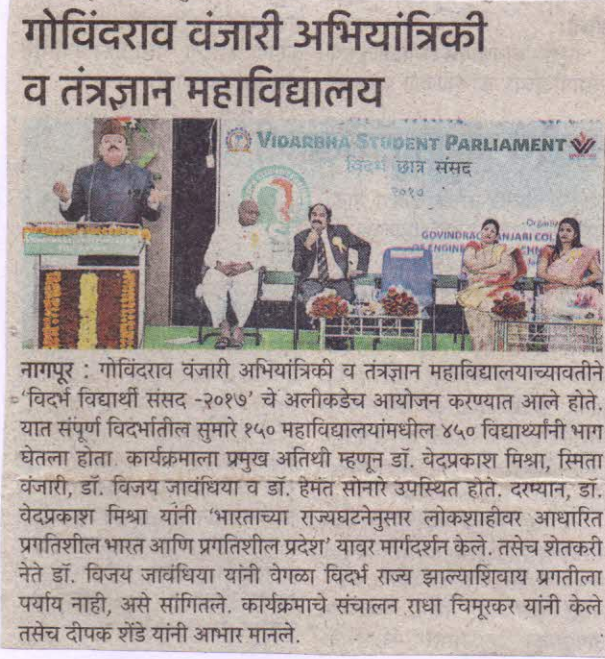 गोविंदराव वंजारी अभियांत्रिकी
व तंत्रज्ञान महाविद्यालय
VIDARBHA STUDENT PARLIAMENT
विदर्भ छात्र संसद
२०१७
Organi
GOVINDRAO WANJARI COL
OF ENGINE
नागपूर : गोविंदराव वंजारी अभियांत्रिकी व तंत्रज्ञान महाविद्यालयाच्यावतीने
'विदर्भ विद्यार्थी संसद -२०१७' चे अलीकडेच आयोजन करण्यात आले होते.
यात संपूर्ण विदर्भातील सुमारे १५० महाविद्यालयांमधील ४५० विद्यार्थ्यांनी भाग
घेतला होता. कार्यक्रमाला प्रमुख अतिथी म्हणून डॉ. वेदप्रकाश मिश्रा, स्मिता
वंजारी, डॉ. विजय जावंधिया व डॉ. हेमंत सोनारे उपस्थित होते. दरम्यान, डॉ.
वेदप्रकाश मिश्रा यांनी 'भारताच्या राज्यघटनेनुसार लोकशाहीवर आधारित
प्रगतिशील भारत आणि प्रगतिशील प्रदेश' यावर मार्गदर्शन केले. तसेच शेतकरी
नेते डॉ. विजय जावंधिया यांनी वेगळा विदर्भ राज्य झाल्याशिवाय प्रगतीला
पर्याय नाही, असे सांगितले. कार्यक्रमाचे संचालन राधा चिमूरकर यांनी केले
तसेच दीपक शेंडे यांनी आभार मानले.